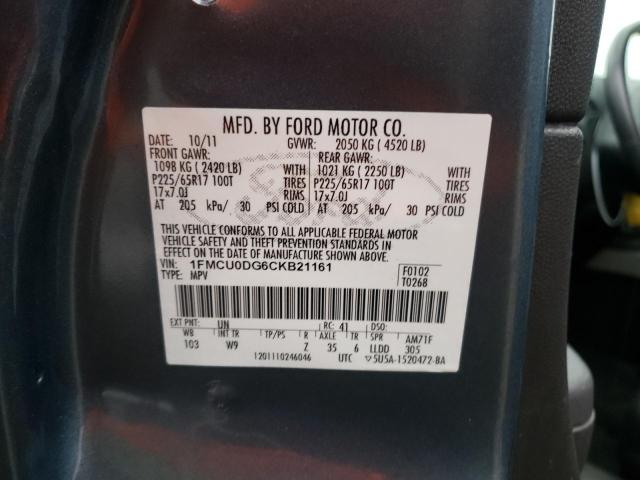 MFD. BY FORD MOTOR CO.
DATE: 10/11 GVWR: 2050 KG ( 4520 LB)
FRONT GAWR: REAR GAWR:
1098 KG ( 2420 LB) WITH 1021 KG ( 2250 LB) WITH
P225/65R17 100T TIRES P225/65R17 100T TIRES
17x7.0J RIMS 17x7.0J RIMS
AT 205 kPa/ 30 PSI COLD AT 205 kPa/ 30 PSI COLD
THIS VEHICLE CONFORMS TO ALL APPLICABLE FEDERAL MOTOR
VEHICLE SAFETY AND THEFT PREVENTION STANDARDS IN
EFFECT ON THE DATE OF MANUFACTURE SHOWN ABOVE.
VIN: 1FMCU0DG6CKB21161 F0102
TYPE: MPV T0268
EXT PNT: UN RC: 41 DSO:
WB INT TR TP/PS R AXLE TR SPR AM71F
103 W9 Z 35 6 LLDD 305
1201110246046 UTC ▽5U5A-1520472-BA